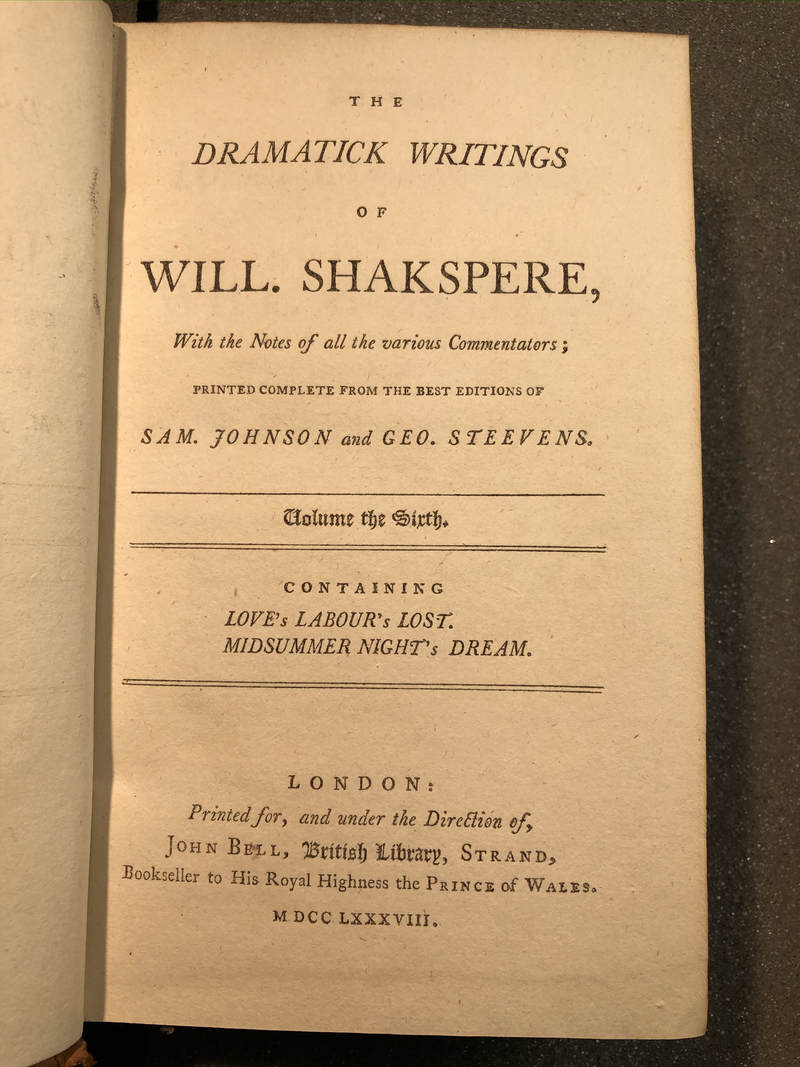 THE
DRAMATICK WRITINGS
OF
WILL. SHAKSPERE,
With the Notes of all the various Commentators;
PRINTED COMPLETE FROM THE BEST EDITIONS OF
SAM. JOHNSON and GEO. STEEVENS.
Volume the Sixth.
CONTAINING
LOVE's LABOUR's LOST.
MIDSUMMER NIGHT's DREAM.
LONDON:
Printed for, and under the Direction of,
JOHN BELL, British Library, STRAND,
Bookseller to His Royal Highness the PRINCE of WALES.
M DCC LXXXVIII.